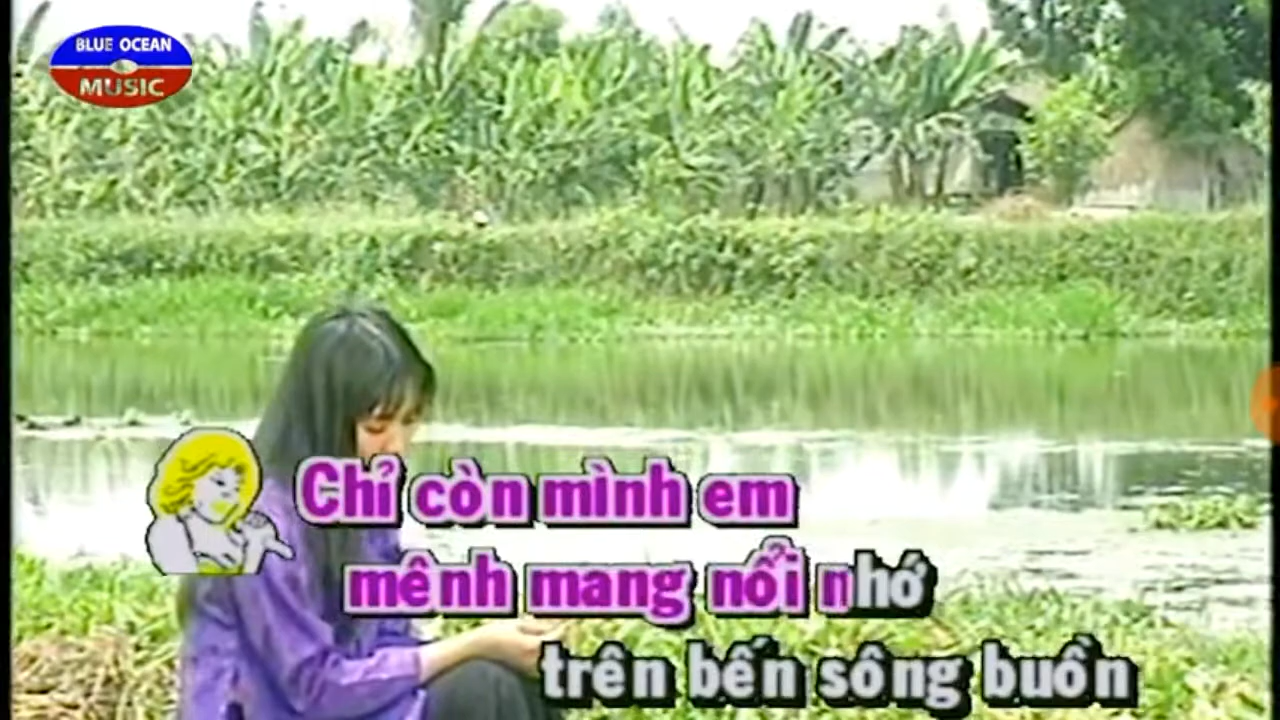 BLUE OCEAN
MUSIC
Chỉ còn mình em
mênh mang nổi nhớ
trên bến sông buồn